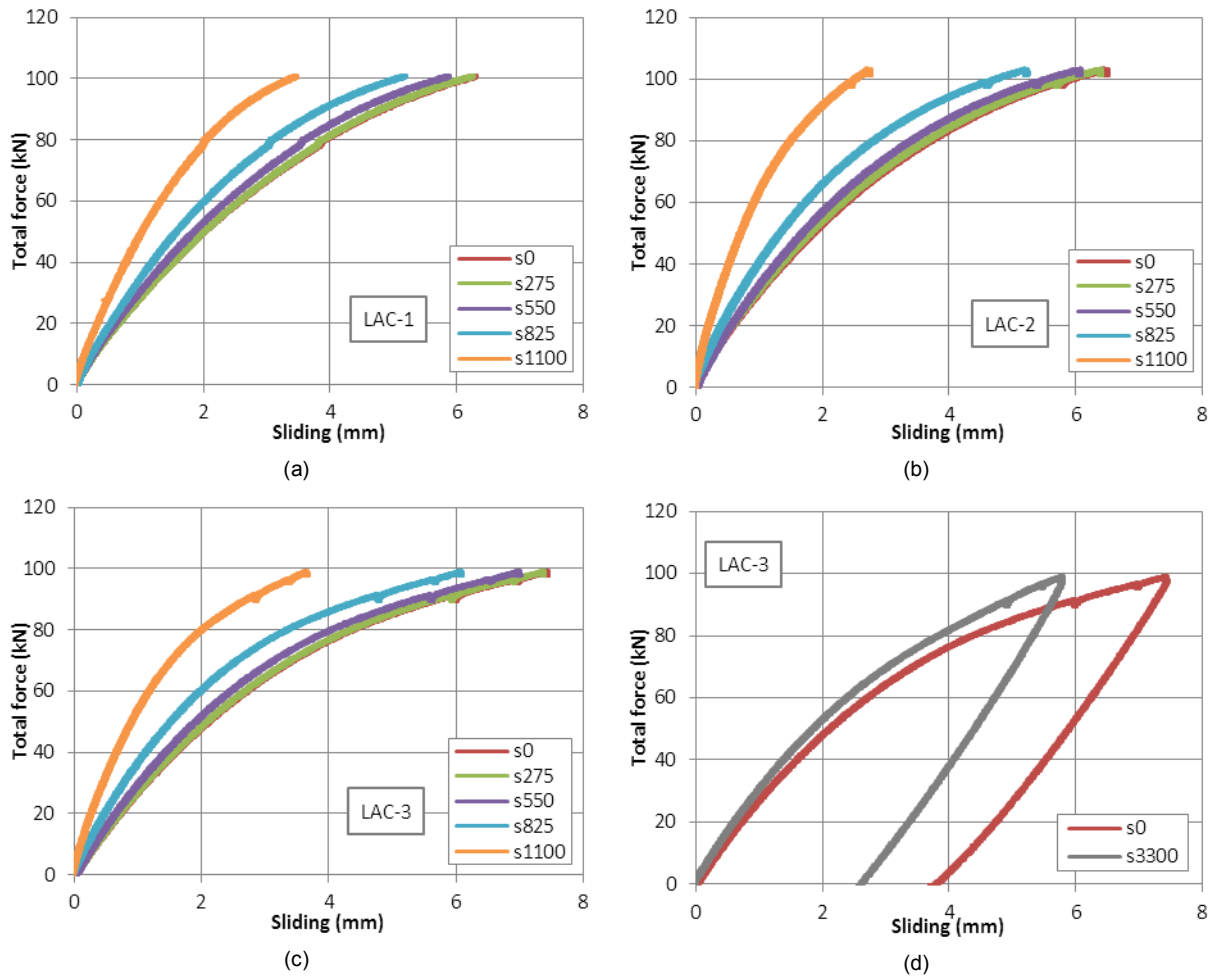 120
100
80
60
40
20
0
Total force (kN)
s0
s275
s550
s825
s1100
LAC-1
0 2 4 6 8
Sliding (mm)
(a)
120
100
80
60
40
20
0
Total force (kN)
s0
s275
s550
s825
s1100
LAC-2
0 2 4 6 8
Sliding (mm)
(b)
120
100
80
60
40
20
0
Total force (kN)
s0
s275
s550
s825
s1100
LAC-3
0 2 4 6 8
Sliding (mm)
(c)
120
100
80
60
40
20
0
Total force (kN)
LAC-3
s0
s3300
0 2 4 6 8
Sliding (mm)
(d)